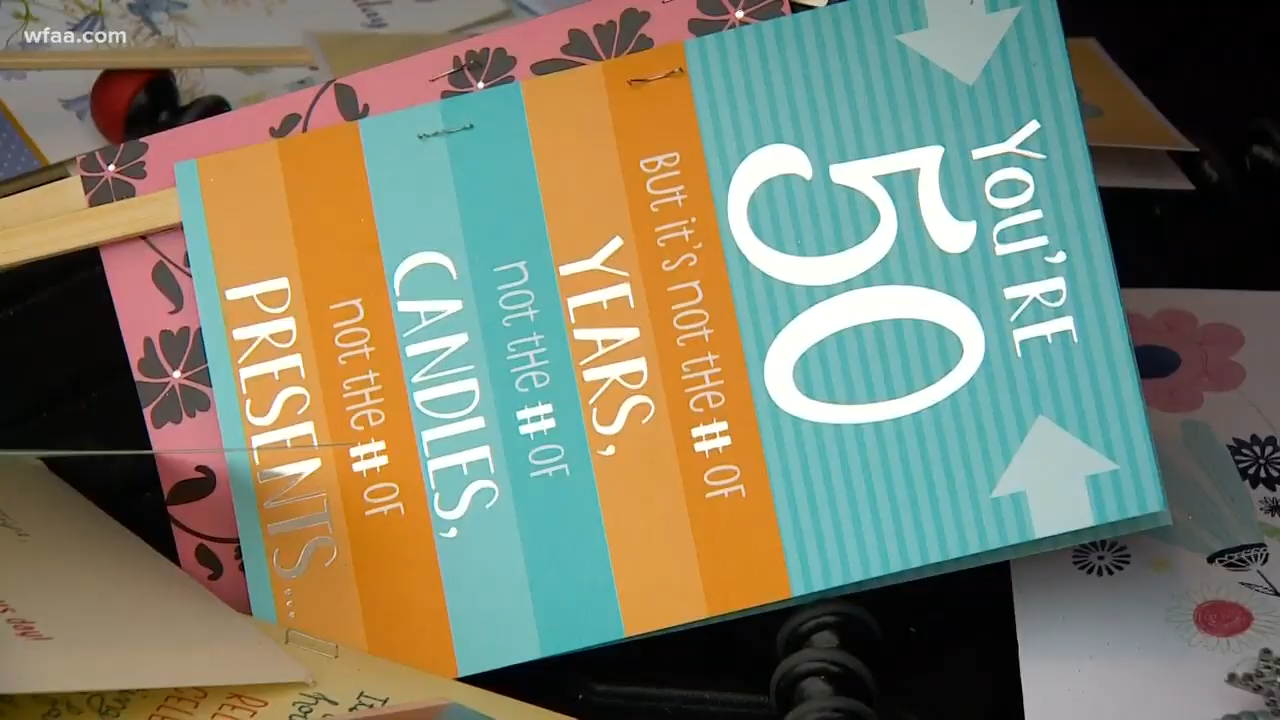 wfaa.com
YOU'RE
50
BUT it's not the # OF
YEARS,
not the # OF
CANDLES,
not the # OF
PRESENTS...
day!